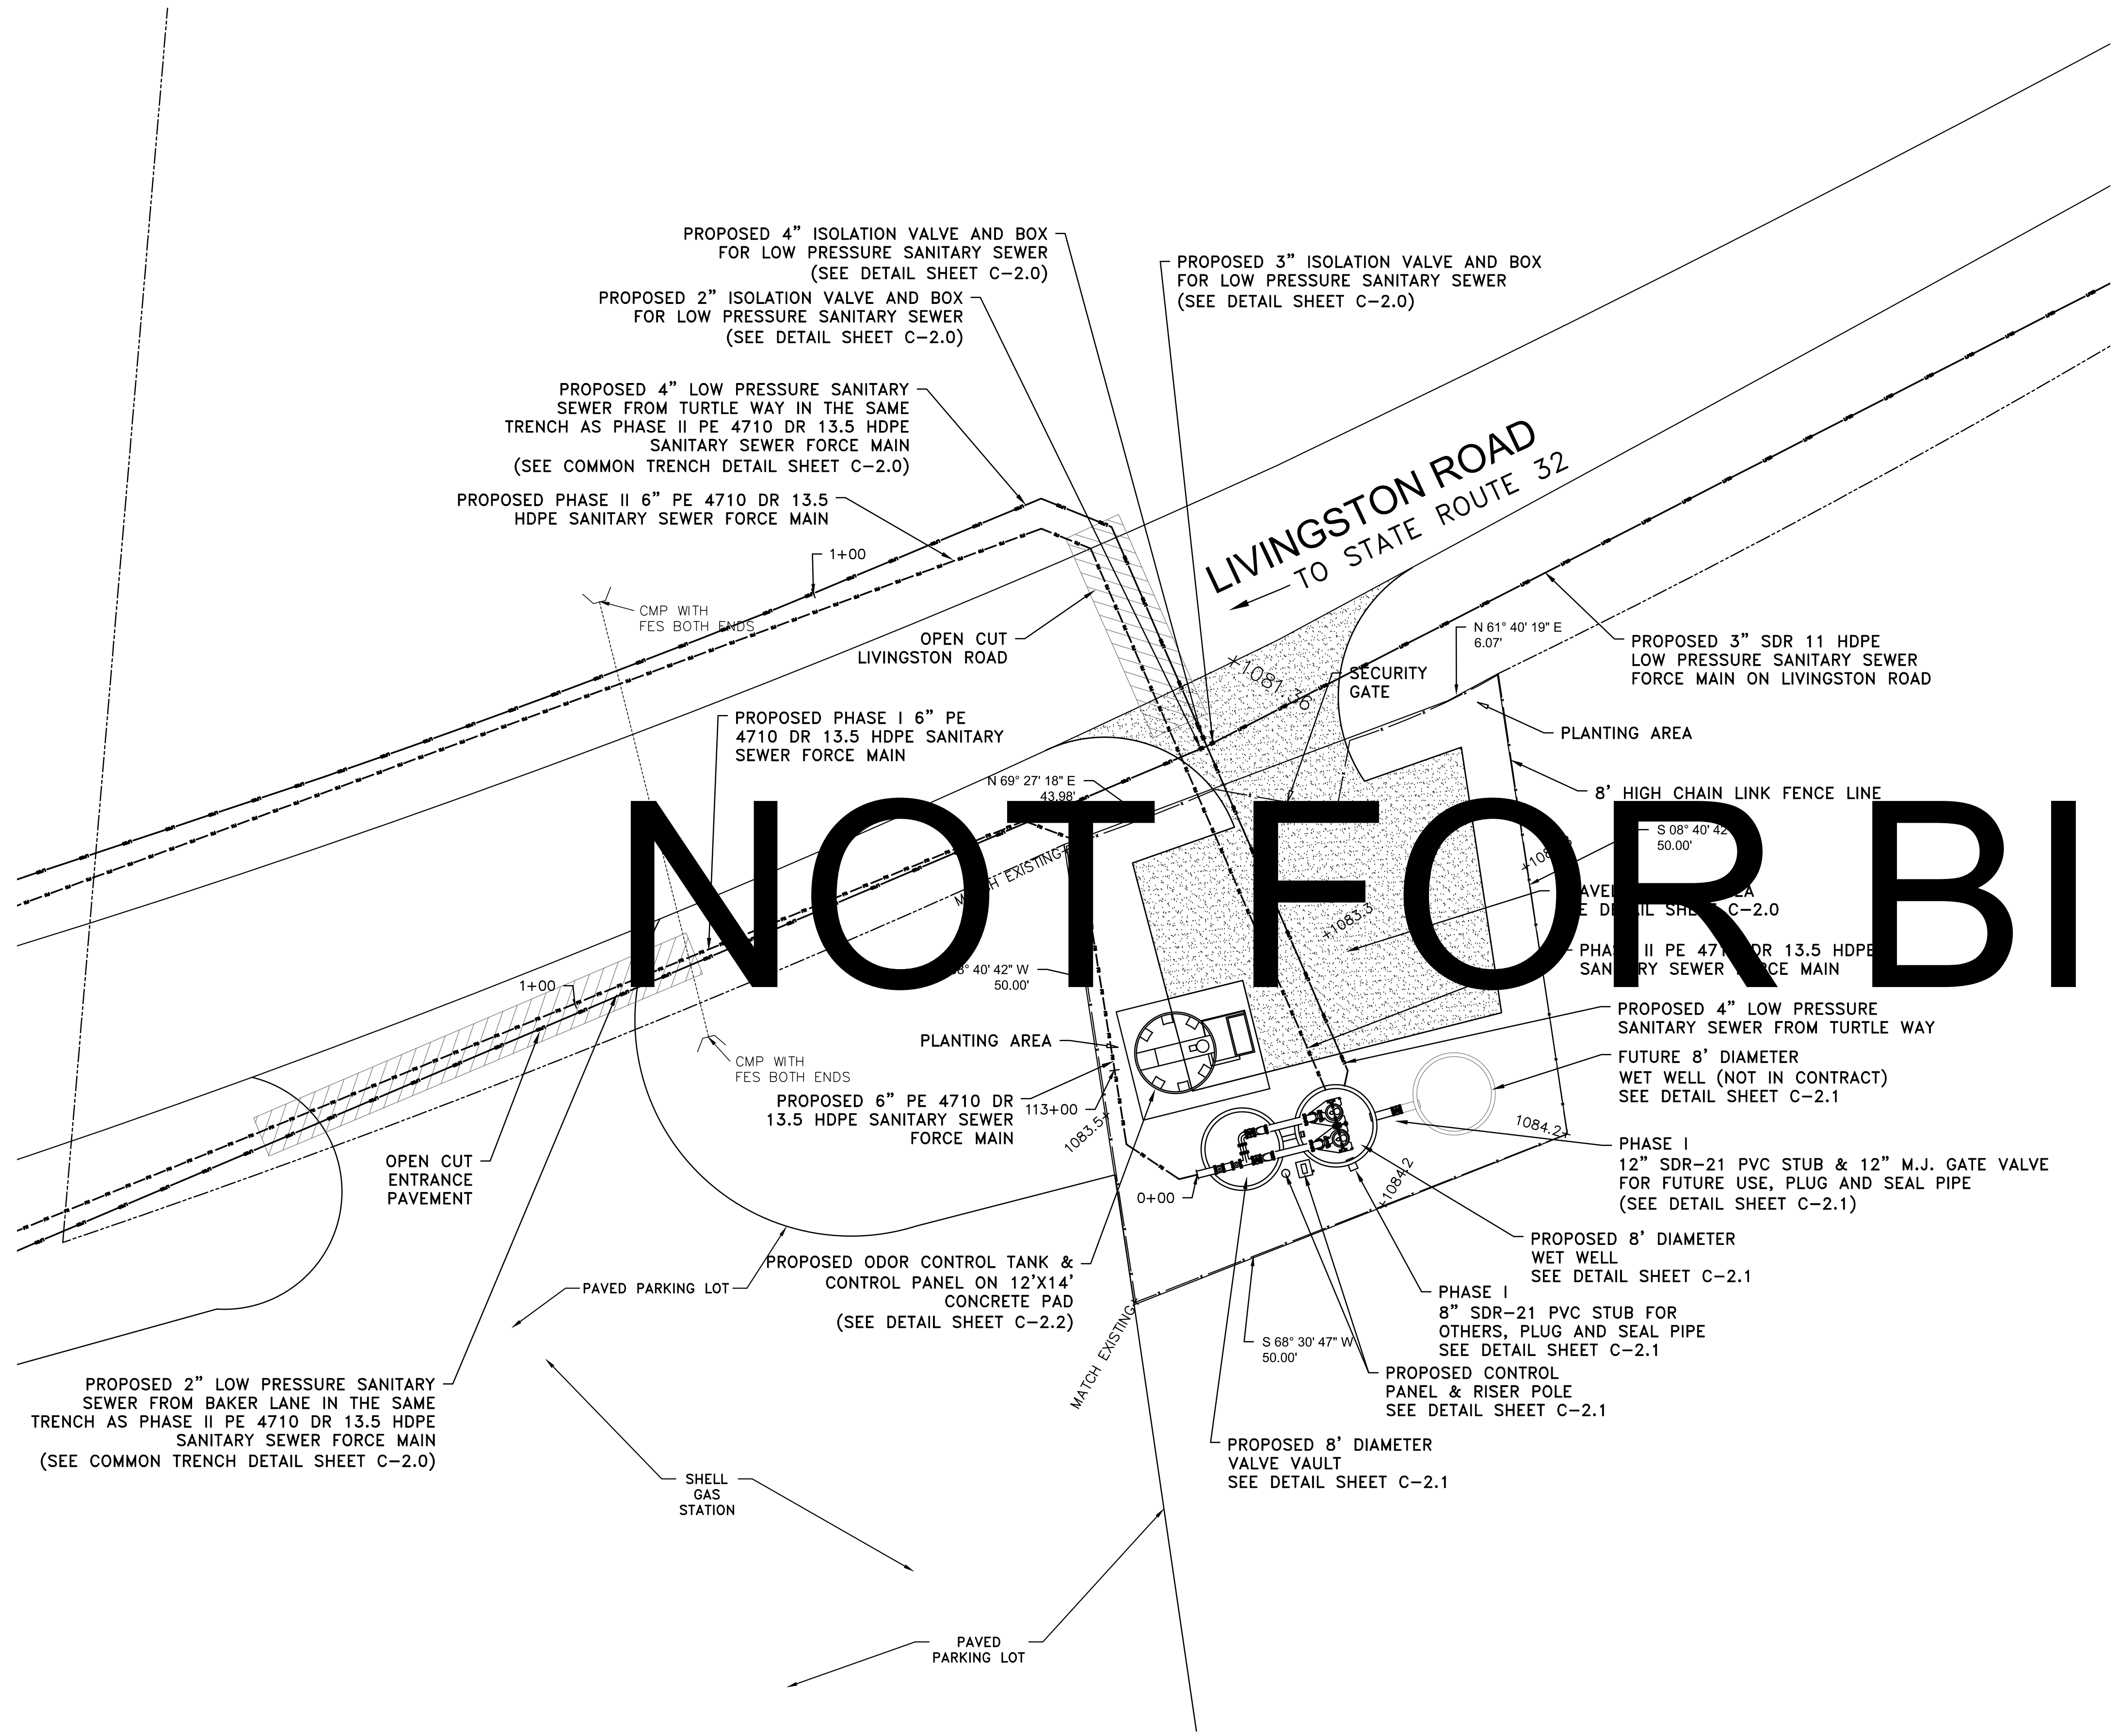 PROPOSED 4” ISOLATION VALVE AND BOX
FOR LOW PRESSURE SANITARY SEWER
(SEE DETAIL SHEET C-2.0)
PROPOSED 3” ISOLATION VALVE AND BOX
FOR LOW PRESSURE SANITARY SEWER
(SEE DETAIL SHEET C-2.0)
PROPOSED 2” ISOLATION VALVE AND BOX
FOR LOW PRESSURE SANITARY SEWER
(SEE DETAIL SHEET C-2.0)
PROPOSED 4” LOW PRESSURE SANITARY
SEWER FROM TURTLE WAY IN THE SAME
TRENCH AS PHASE II PE 4710 DR 13.5 HDPE
SANITARY SEWER FORCE MAIN
(SEE COMMON TRENCH DETAIL SHEET C-2.0)
PROPOSED PHASE II 6” PE 4710 DR 13.5
HDPE SANITARY SEWER FORCE MAIN
1+00
LIVINGSTON ROAD
TO STATE ROUTE 32
CMP WITH
FES BOTH ENDS
OPEN CUT
LIVINGSTON ROAD
+1081.36
SECURITY
GATE
N 61° 40' 19" E
6.07'
PROPOSED 3” SDR 11 HDPE
LOW PRESSURE SANITARY SEWER
FORCE MAIN ON LIVINGSTON ROAD
PROPOSED PHASE I 6” PE
4710 DR 13.5 HDPE SANITARY
SEWER FORCE MAIN
PLANTING AREA
N 69° 27' 18" E
43.98'
8’ HIGH CHAIN LINK FENCE LINE
NOT FOR BI
S 08° 40' 42
50.00'
EXISTING
+1083.3
C-2.0
PHASE II PE 4710 DR 13.5 HDPE
SANITARY SEWER FORCE MAIN
8° 40' 42" W
50.00'
1+00
PROPOSED 4” LOW PRESSURE
SANITARY SEWER FROM TURTLE WAY
PLANTING AREA
CMP WITH
FES BOTH ENDS
FUTURE 8’ DIAMETER
WET WELL (NOT IN CONTRACT)
SEE DETAIL SHEET C-2.1
PROPOSED 6” PE 4710 DR
13.5 HDPE SANITARY SEWER
FORCE MAIN
113+00
1083.5+
1084.2+
PHASE I
12” SDR-21 PVC STUB & 12” M.J. GATE VALVE
FOR FUTURE USE, PLUG AND SEAL PIPE
(SEE DETAIL SHEET C-2.1)
OPEN CUT
ENTRANCE
PAVEMENT
0+00
+1084.2
PROPOSED 8’ DIAMETER
WET WELL
SEE DETAIL SHEET C-2.1
PROPOSED ODOR CONTROL TANK &
CONTROL PANEL ON 12’X14’
CONCRETE PAD
(SEE DETAIL SHEET C-2.2)
PAVED PARKING LOT
PHASE I
8” SDR-21 PVC STUB FOR
OTHERS, PLUG AND SEAL PIPE
SEE DETAIL SHEET C-2.1
MATCH EXISTING
S 68° 30' 47" W
50.00'
PROPOSED CONTROL
PANEL & RISER POLE
SEE DETAIL SHEET C-2.1
PROPOSED 2” LOW PRESSURE SANITARY
SEWER FROM BAKER LANE IN THE SAME
TRENCH AS PHASE II PE 4710 DR 13.5 HDPE
SANITARY SEWER FORCE MAIN
(SEE COMMON TRENCH DETAIL SHEET C-2.0)
PROPOSED 8’ DIAMETER
VALVE VAULT
SEE DETAIL SHEET C-2.1
SHELL
GAS
STATION
PAVED
PARKING LOT